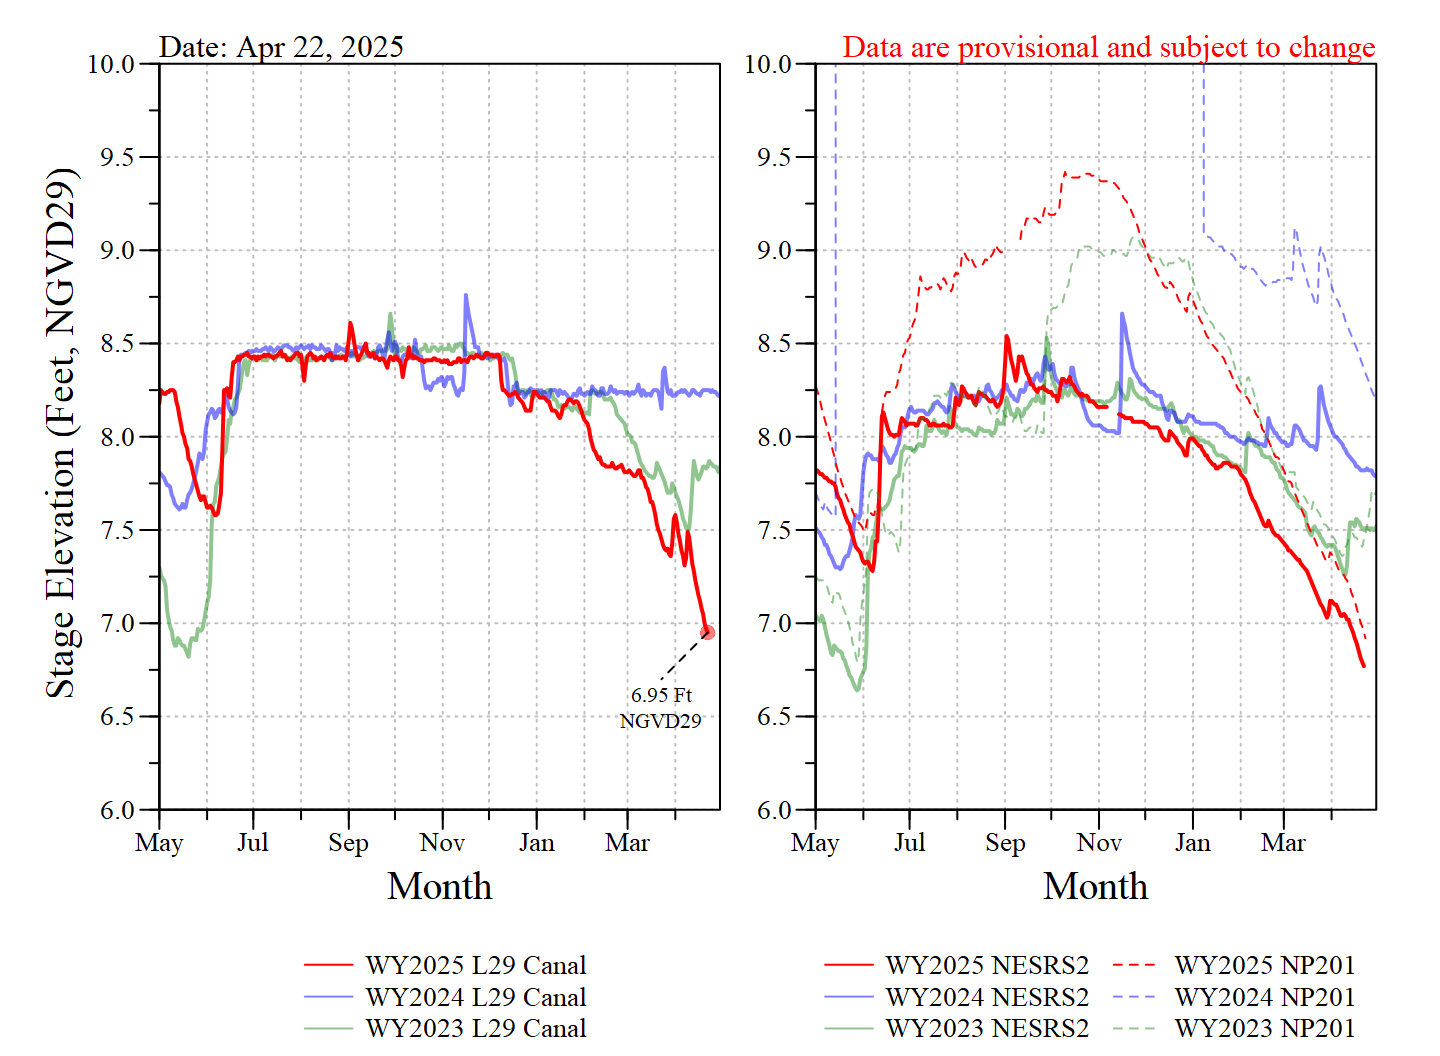 Date: Apr 22, 2025
Data are provisional and subject to change
Stage Elevation (Feet, NGVD29)
10.0
9.5
9.0
8.5
8.0
7.5
7.0
6.5
6.0
6.95 Ft
NGVD29
May Jul Sep Nov Jan Mar
Month
10.0
9.5
9.0
8.5
8.0
7.5
7.0
6.5
6.0
May Jul Sep Nov Jan Mar
Month
WY2025 L29 Canal
WY2024 L29 Canal
WY2023 L29 Canal
WY2025 NESRS2 WY2025 NP201
WY2024 NESRS2 WY2024 NP201
WY2023 NESRS2 WY2023 NP201